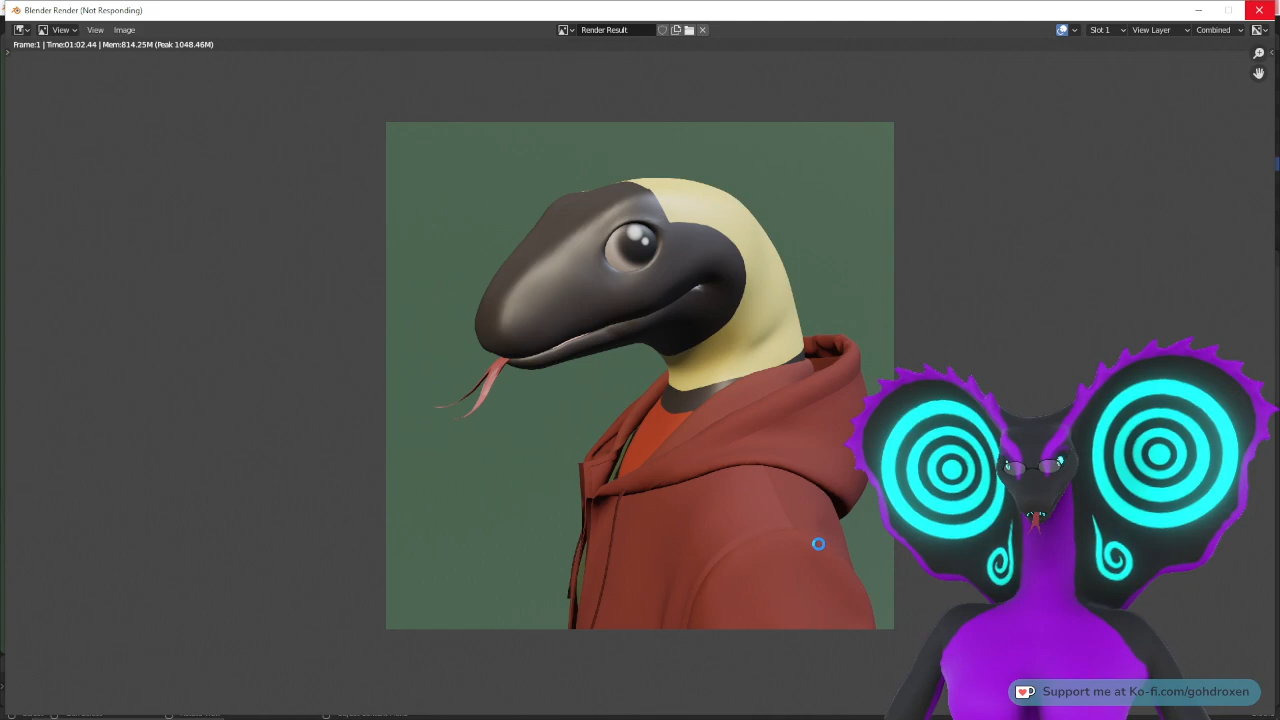 Blender Render (Not Responding)
View View Image Render Result Slot 1 View Layer Combined
Frame:1 | Time:01:02.44 | Mem:814.25M (Peak 1048.46M)
Support me at Ko-fi.com/gohdroxen